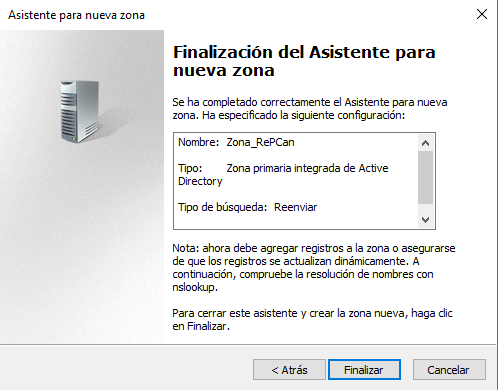 Asistente para nueva zona
Finalización del Asistente para
nueva zona
Se ha completado correctamente el Asistente para nueva
zona. Ha especificado la siguiente configuración:
Nombre: Zona_RePCan
Tipo: Zona primaria integrada de Active
Directory
Tipo de búsqueda: Reenviar
Nota: ahora debe agregar registros a la zona o asegurarse
de que los registros se actualizan dinámicamente. A
continuación, compruebe la resolución de nombres con
nslookup.
Para cerrar este asistente y crear la zona nueva, haga clic
en Finalizar.
< Atrás Finalizar Cancelar